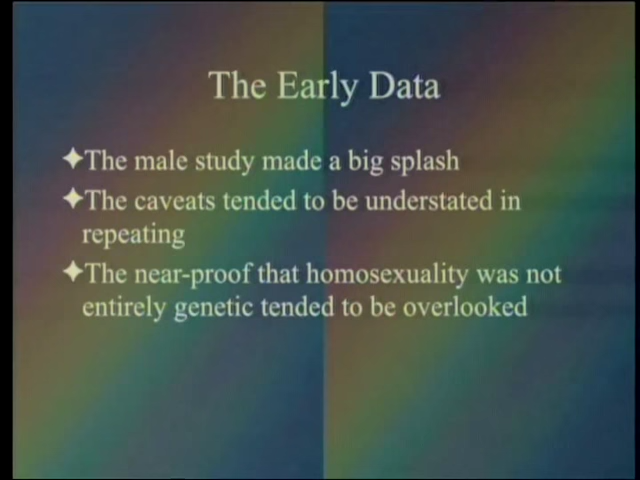 The Early Data
The male study made a big splash
The caveats tended to be understated in
repeating
The near-proof that homosexuality was not
entirely genetic tended to be overlooked